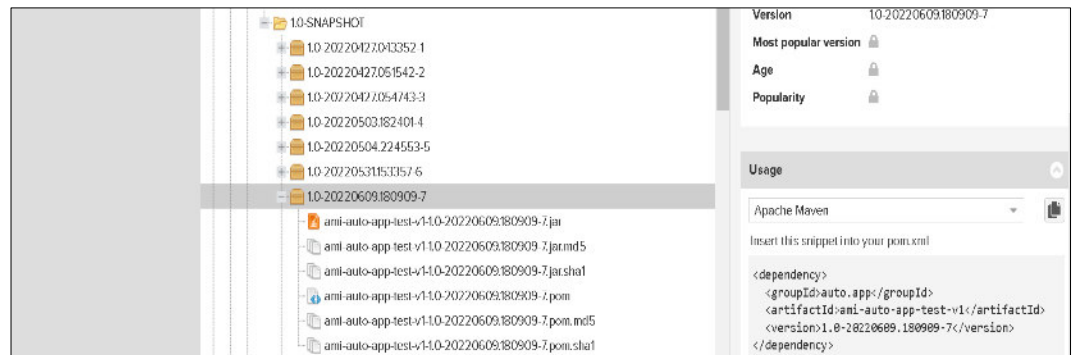 1.0-SNAPSHOT
1.0-20220427.043352-1
1.0-20220427.051542-2
1.0-20220427.054743-3
1.0-20220503.182401-4
1.0-20220504.224553-5
1.0-20220531.153357-6
1.0-20220609.180909-7
ami-auto-app-test-v1-1.0-20220609.180909-7.jar
ami-auto-app-test-v1-1.0-20220609.180909-7.jar.md5
ami-auto-app-test-v1-1.0-20220609.180909-7.jar.sha1
ami-auto-app-test-v1-1.0-20220609.180909-7.pom
ami-auto-app-test-v1-1.0-20220609.180909-7.pom.md5
ami-auto-app-test-v1-1.0-20220609.180909-7.pom.sha1
Version 1.0-20220609.180909-7
Most popular version
Age
Popularity
Usage
Apache Maven
Insert this snippet into your pom.xml
<dependency>
<groupId>auto.app</groupId>
<artifactId>ami-auto-app-test-v1</artifactId>
<version>1.0-20220609.180909-7</version>
</dependency>